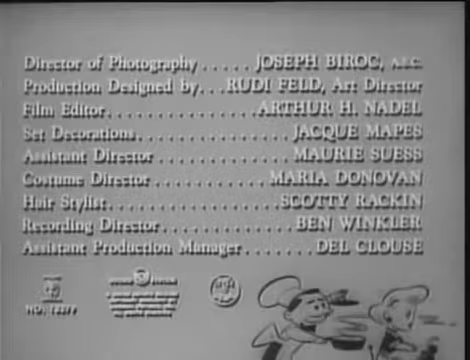 Director of Photography . . . . . JOSEPH BIROC, A.S.C.
Production Designed by . . . RUDI FELD, Art Director
Film Editor . . . . . . . . . . . . . . . ARTHUR H. NADEL
Set Decorations . . . . . . . . . . . . . . . JACQUE MAPES
Assistant Director . . . . . . . . . . . . . MAURIE SUESS
Costume Director . . . . . . . . . . . MARIA DONOVAN
Hair Stylist . . . . . . . . . . . . . . . . . SCOTTY RACKIN
Recording Director . . . . . . . . . . . . BEN WINKLER
Assistant Production Manager . . . . . . . DEL CLOUSE
NO.